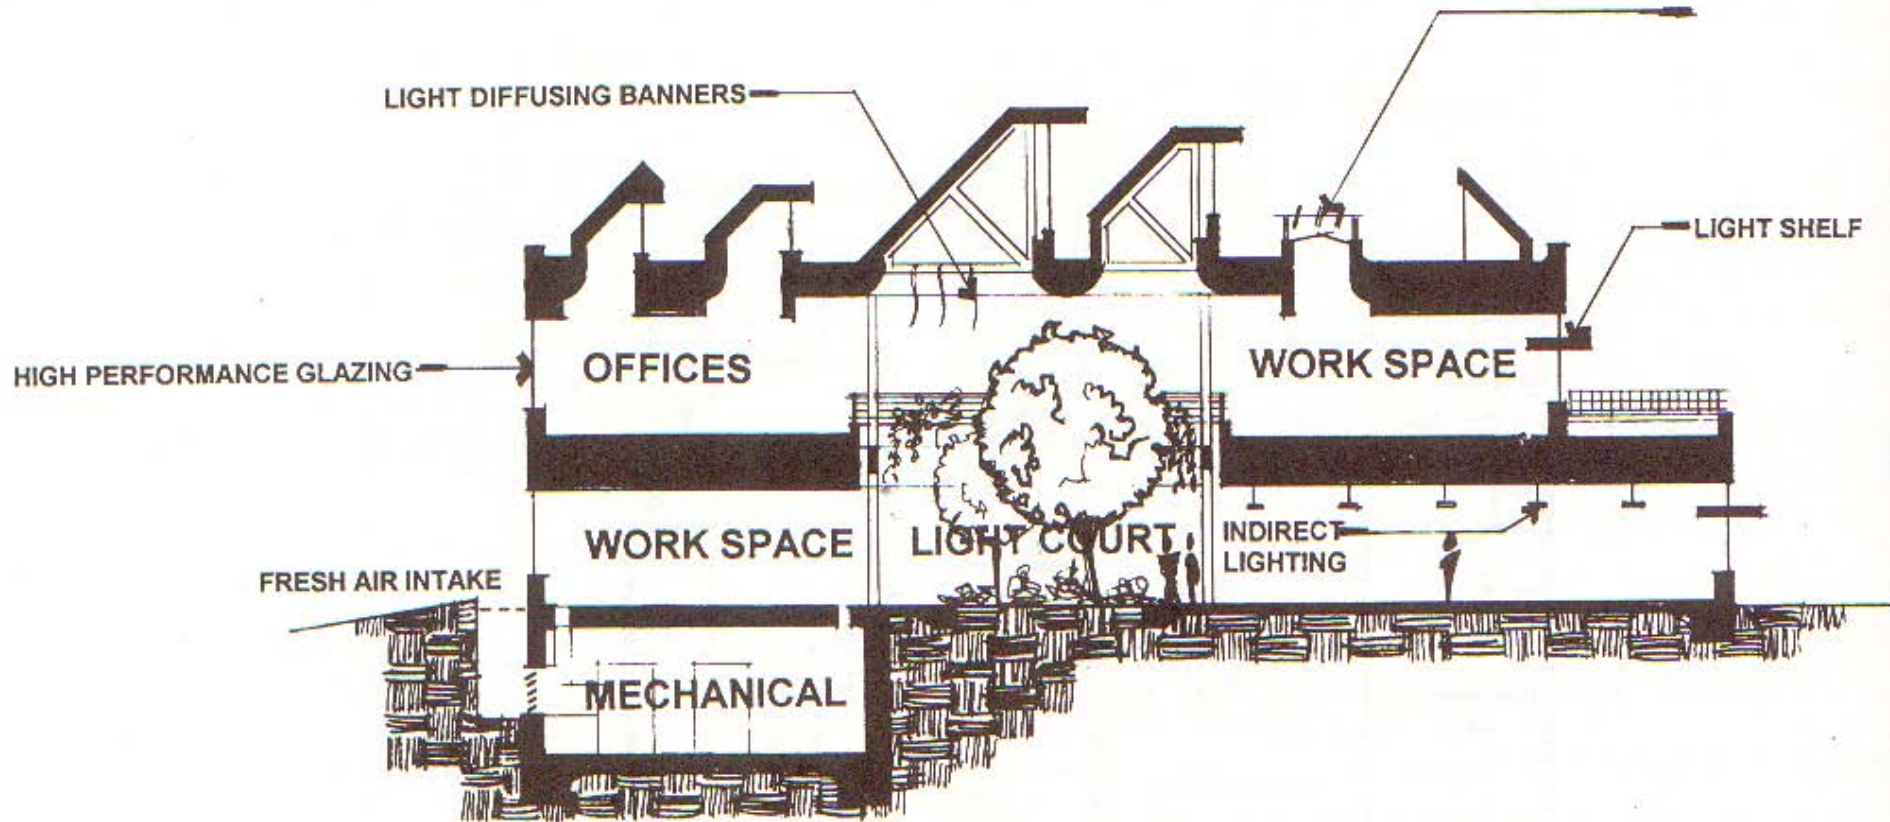 LIGHT DIFFUSING BANNERS
LIGHT SHELF
HIGH PERFORMANCE GLAZING
OFFICES
WORK SPACE
WORK SPACE
LIGHT COURT
INDIRECT
LIGHTING
FRESH AIR INTAKE
MECHANICAL